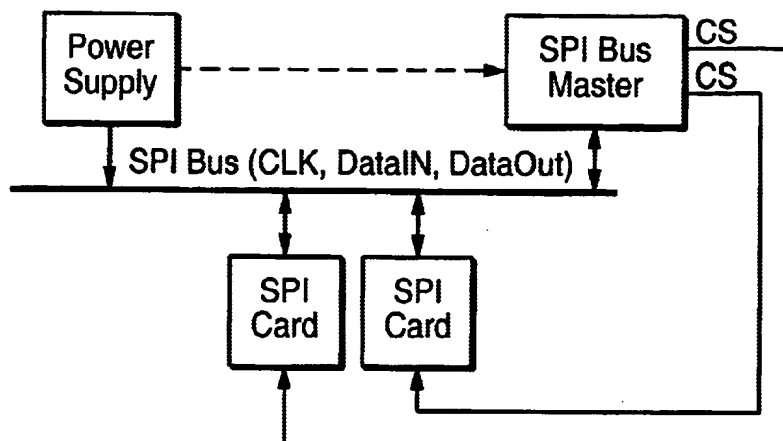 Power
Supply
SPI Bus
Master
CS
CS
SPI Bus (CLK, DataIN, DataOut)
SPI
Card
SPI
Card